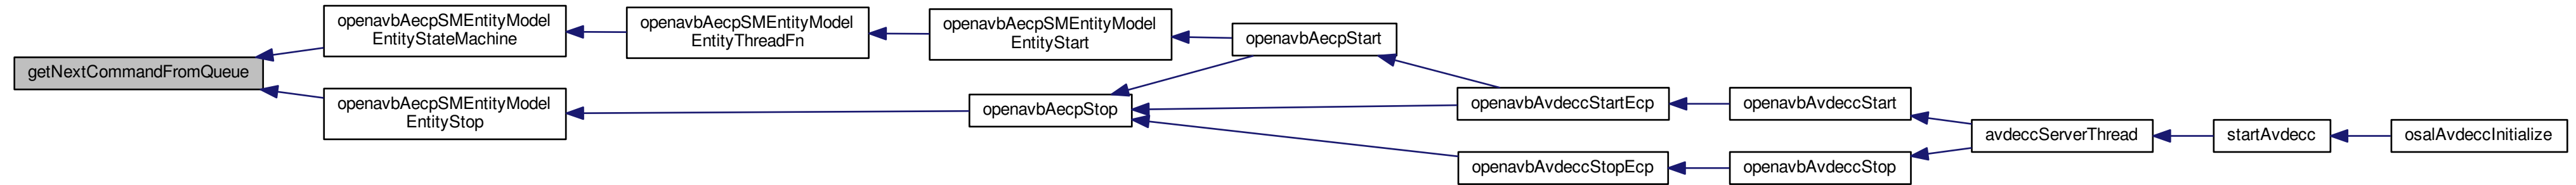 getNextCommandFromQueue
openavbAecpSMEntityModel
EntityStateMachine
openavbAecpSMEntityModel
EntityStop
openavbAecpSMEntityModel
EntityThreadFn
openavbAecpSMEntityModel
EntityStart
openavbAecpStop
openavbAecpStart
openavbAvdeccStartEcp
openavbAvdeccStopEcp
openavbAvdeccStart
openavbAvdeccStop
avdeccServerThread
startAvdecc
osalAvdeccInitialize